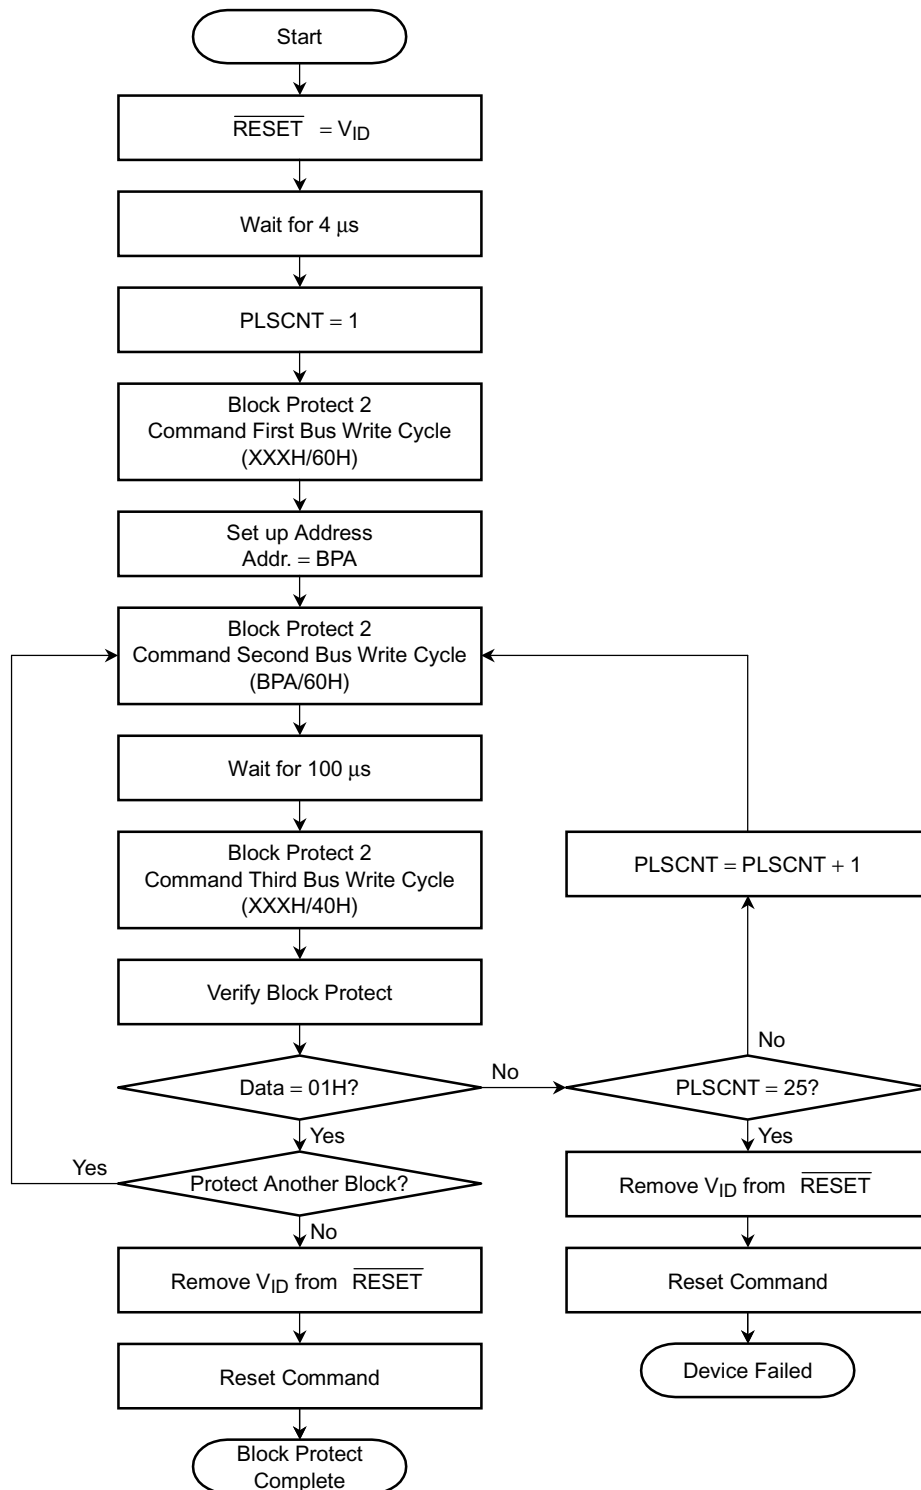 Start
RESET = VID
Wait for 4 μs
PLSCNT = 1
Block Protect 2
Command First Bus Write Cycle
(XXXH/60H)
Set up Address
Addr. = BPA
Block Protect 2
Command Second Bus Write Cycle
(BPA/60H)
Wait for 100 μs
Block Protect 2
Command Third Bus Write Cycle
(XXXH/40H)
PLSCNT = PLSCNT + 1
Verify Block Protect
No
Data = 01H?
No
PLSCNT = 25?
Yes
Yes
Yes
Protect Another Block?
Remove VID from RESET
No
Remove VID from RESET
Reset Command
Reset Command
Device Failed
Block Protect
Complete